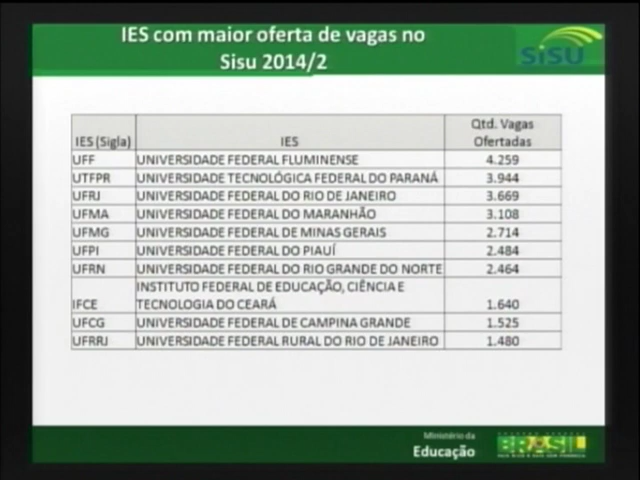 IES com maior oferta de vagas no
Sisu 2014/2
SiSU
IES (Sigla) IES Qtd. Vagas Ofertadas
UFF UNIVERSIDADE FEDERAL FLUMINENSE 4.259
UTFPR UNIVERSIDADE TECNOLÓGICA FEDERAL DO PARANÁ 3.944
UFRJ UNIVERSIDADE FEDERAL DO RIO DE JANEIRO 3.669
UFMA UNIVERSIDADE FEDERAL DO MARANHÃO 3.108
UFMG UNIVERSIDADE FEDERAL DE MINAS GERAIS 2.714
UFPI UNIVERSIDADE FEDERAL DO PIAUÍ 2.484
UFRN UNIVERSIDADE FEDERAL DO RIO GRANDE DO NORTE 2.464
INSTITUTO FEDERAL DE EDUCAÇÃO, CIÊNCIA E
IFCE TECNOLOGIA DO CEARÁ 1.640
UFCG UNIVERSIDADE FEDERAL DE CAMPINA GRANDE 1.525
UFRRJ UNIVERSIDADE FEDERAL RURAL DO RIO DE JANEIRO 1.480
Ministério da
Educação
BRASIL